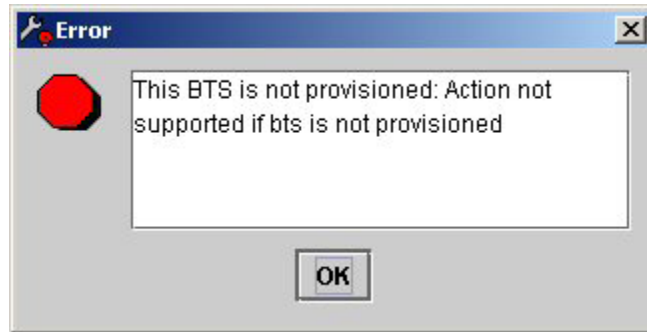 Error
This BTS is not provisioned: Action not
supported if bts is not provisioned
OK